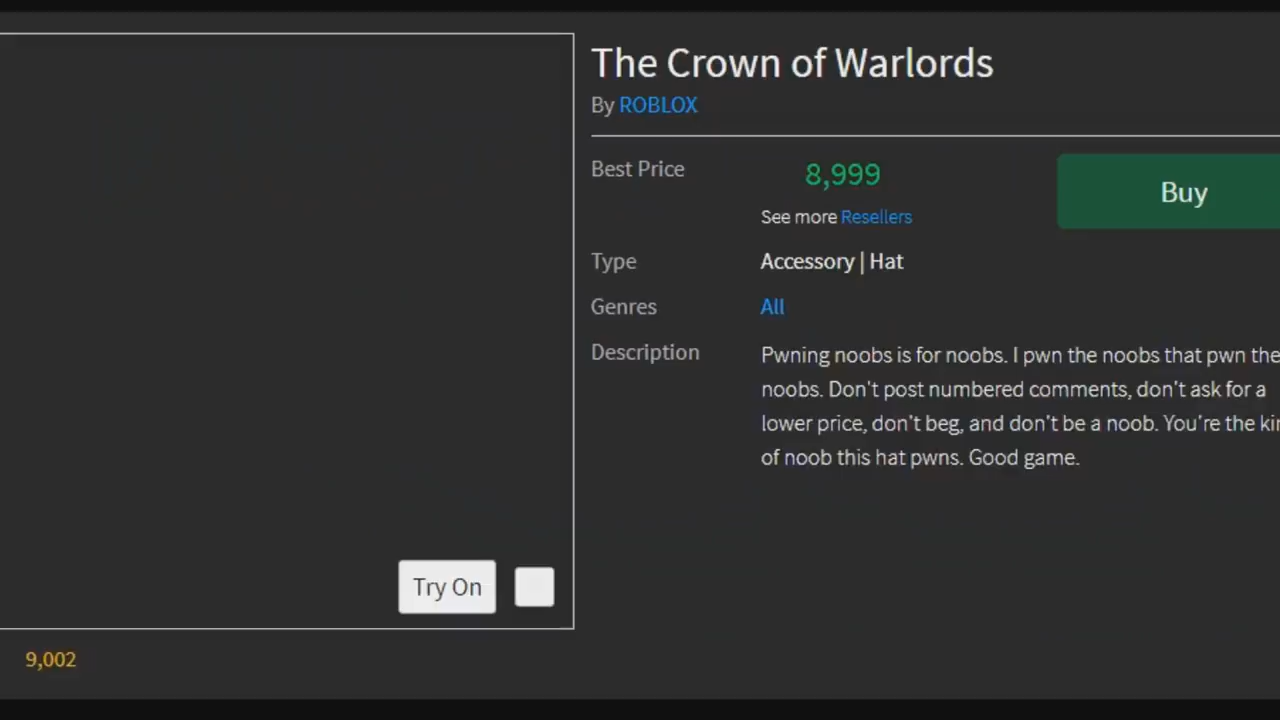 The Crown of Warlords
By ROBLOX
Best Price
8,999
Buy
See more Resellers
Type
Accessory | Hat
Genres
All
Description
Pwning noobs is for noobs. I pwn the noobs that pwn the
noobs. Don't post numbered comments, don't ask for a
lower price, don't beg, and don't be a noob. You're the
of noob this hat pwns. Good game.
Try On
9,002